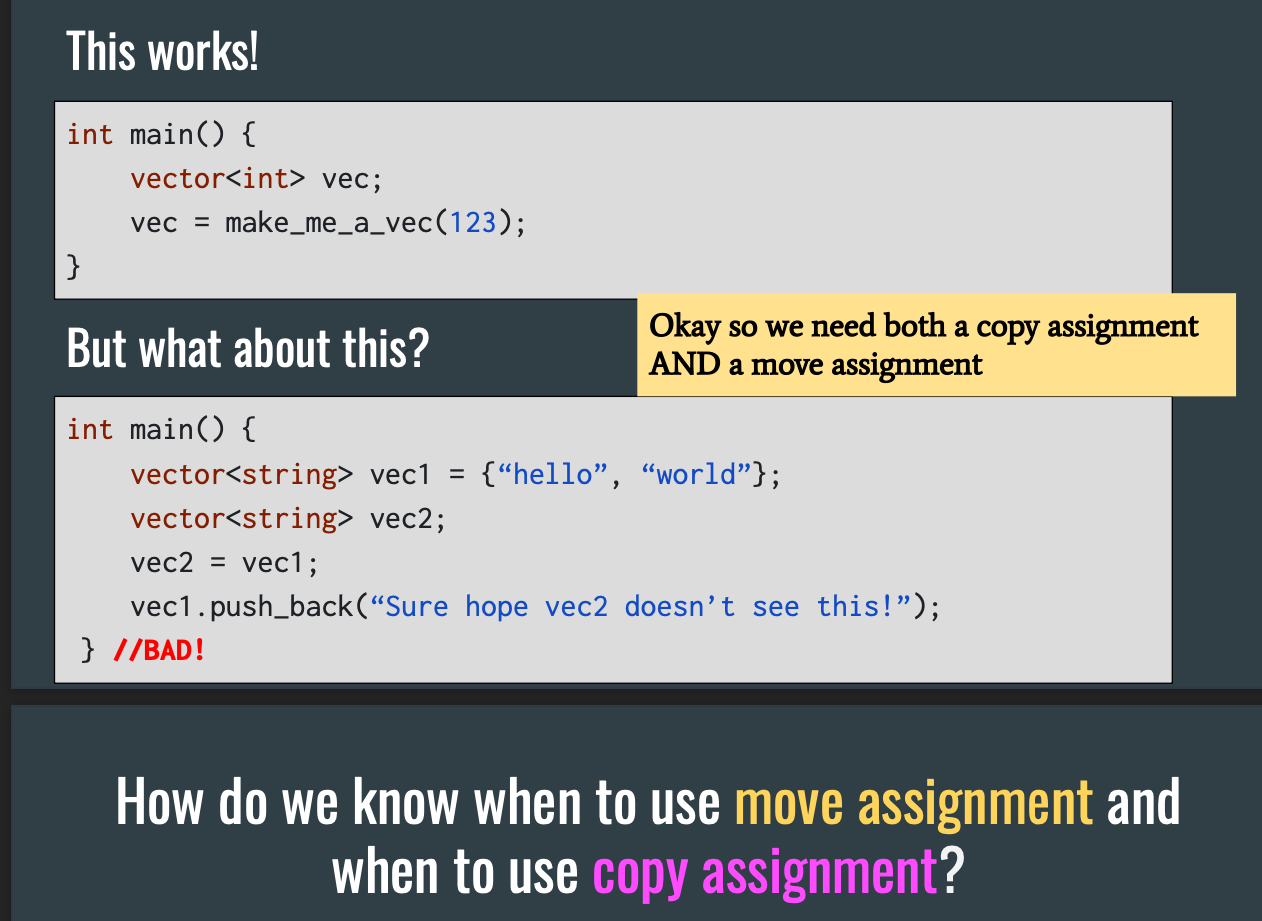 This works!
int main() {
vector<int> vec;
vec = make_me_a_vec(123);
}
Okay so we need both a copy assignment
AND a move assignment
But what about this?
int main() {
vector<string> vec1 = {“hello”, “world”};
vector<string> vec2;
vec2 = vec1;
vec1.push_back(“Sure hope vec2 doesn’t see this!”);
} //BAD!
How do we know when to use move assignment and
when to use copy assignment?